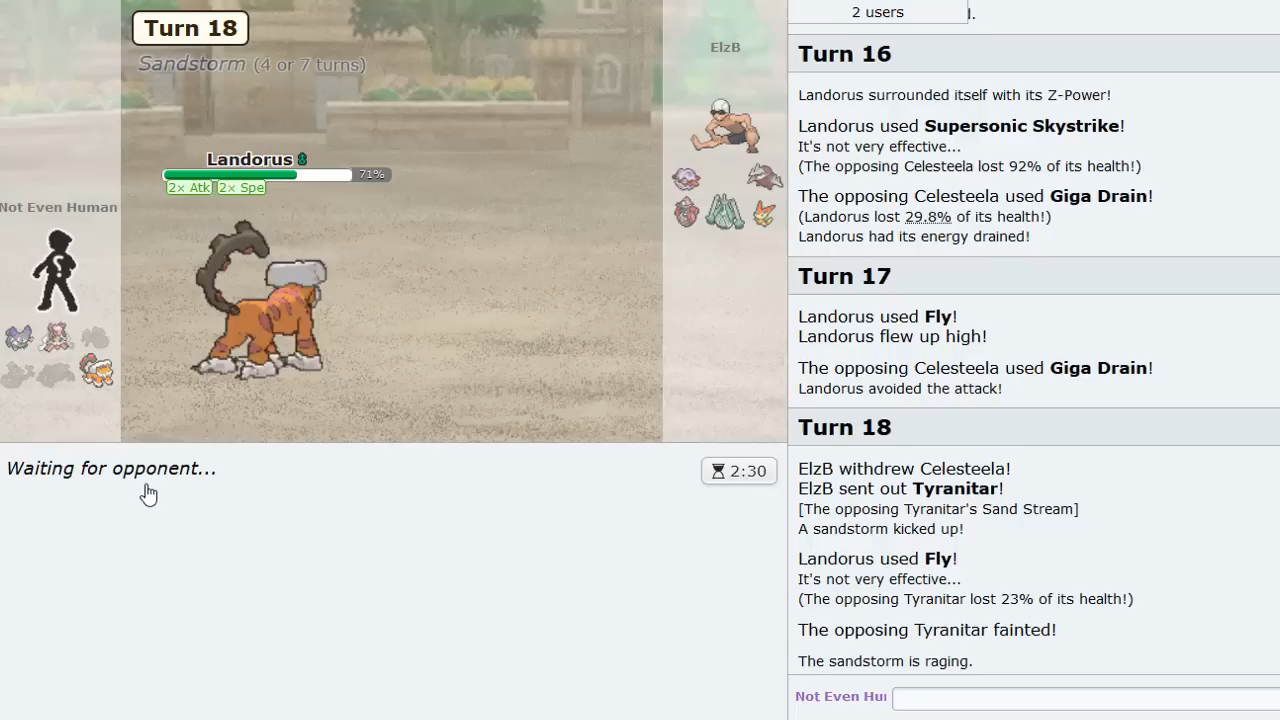 Turn 18
Sandstorm (4 or 7 turns)
Landorus
71%
2× Atk 2× Spe
Not Even Human
ElzB
Waiting for opponent...
2:30
2 users
Turn 16
Landorus surrounded itself with its Z-Power!
Landorus used Supersonic Skystrike!
It's not very effective...
(The opposing Celesteela lost 92% of its health!)
The opposing Celesteela used Giga Drain!
(Landorus lost 29.8% of its health!)
Landorus had its energy drained!
Turn 17
Landorus used Fly!
Landorus flew up high!
The opposing Celesteela used Giga Drain!
Landorus avoided the attack!
Turn 18
ElzB withdrew Celesteela!
ElzB sent out Tyranitar!
[The opposing Tyranitar's Sand Stream]
A sandstorm kicked up!
Landorus used Fly!
It's not very effective...
(The opposing Tyranitar lost 23% of its health!)
The opposing Tyranitar fainted!
The sandstorm is raging.
Not Even Hu